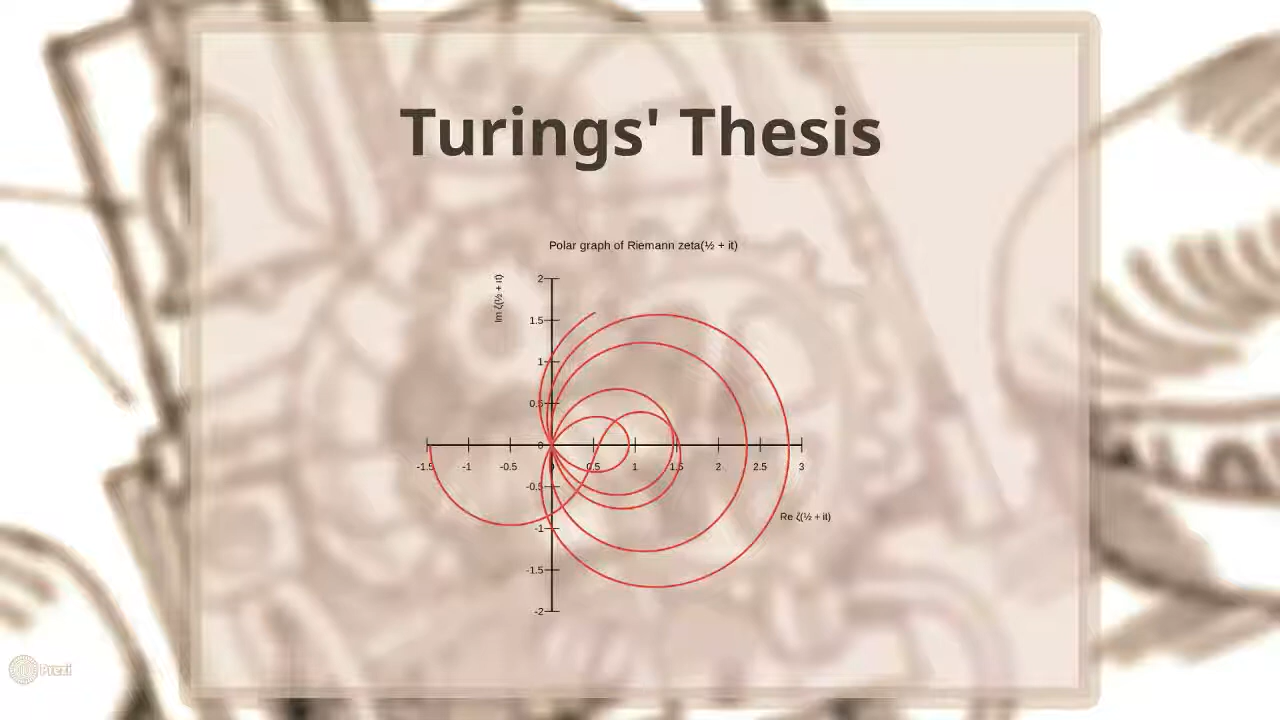 Turings' Thesis
Polar graph of Riemann zeta(½ + it)
Im ζ(½ + it)
2
1.5
1
0.5
0
-1.5 -1 -0.5 0 0.5 1 1.5 2 2.5 3
-0.5
Re ζ(½ + it)
-1
-1.5
-2
Prezi